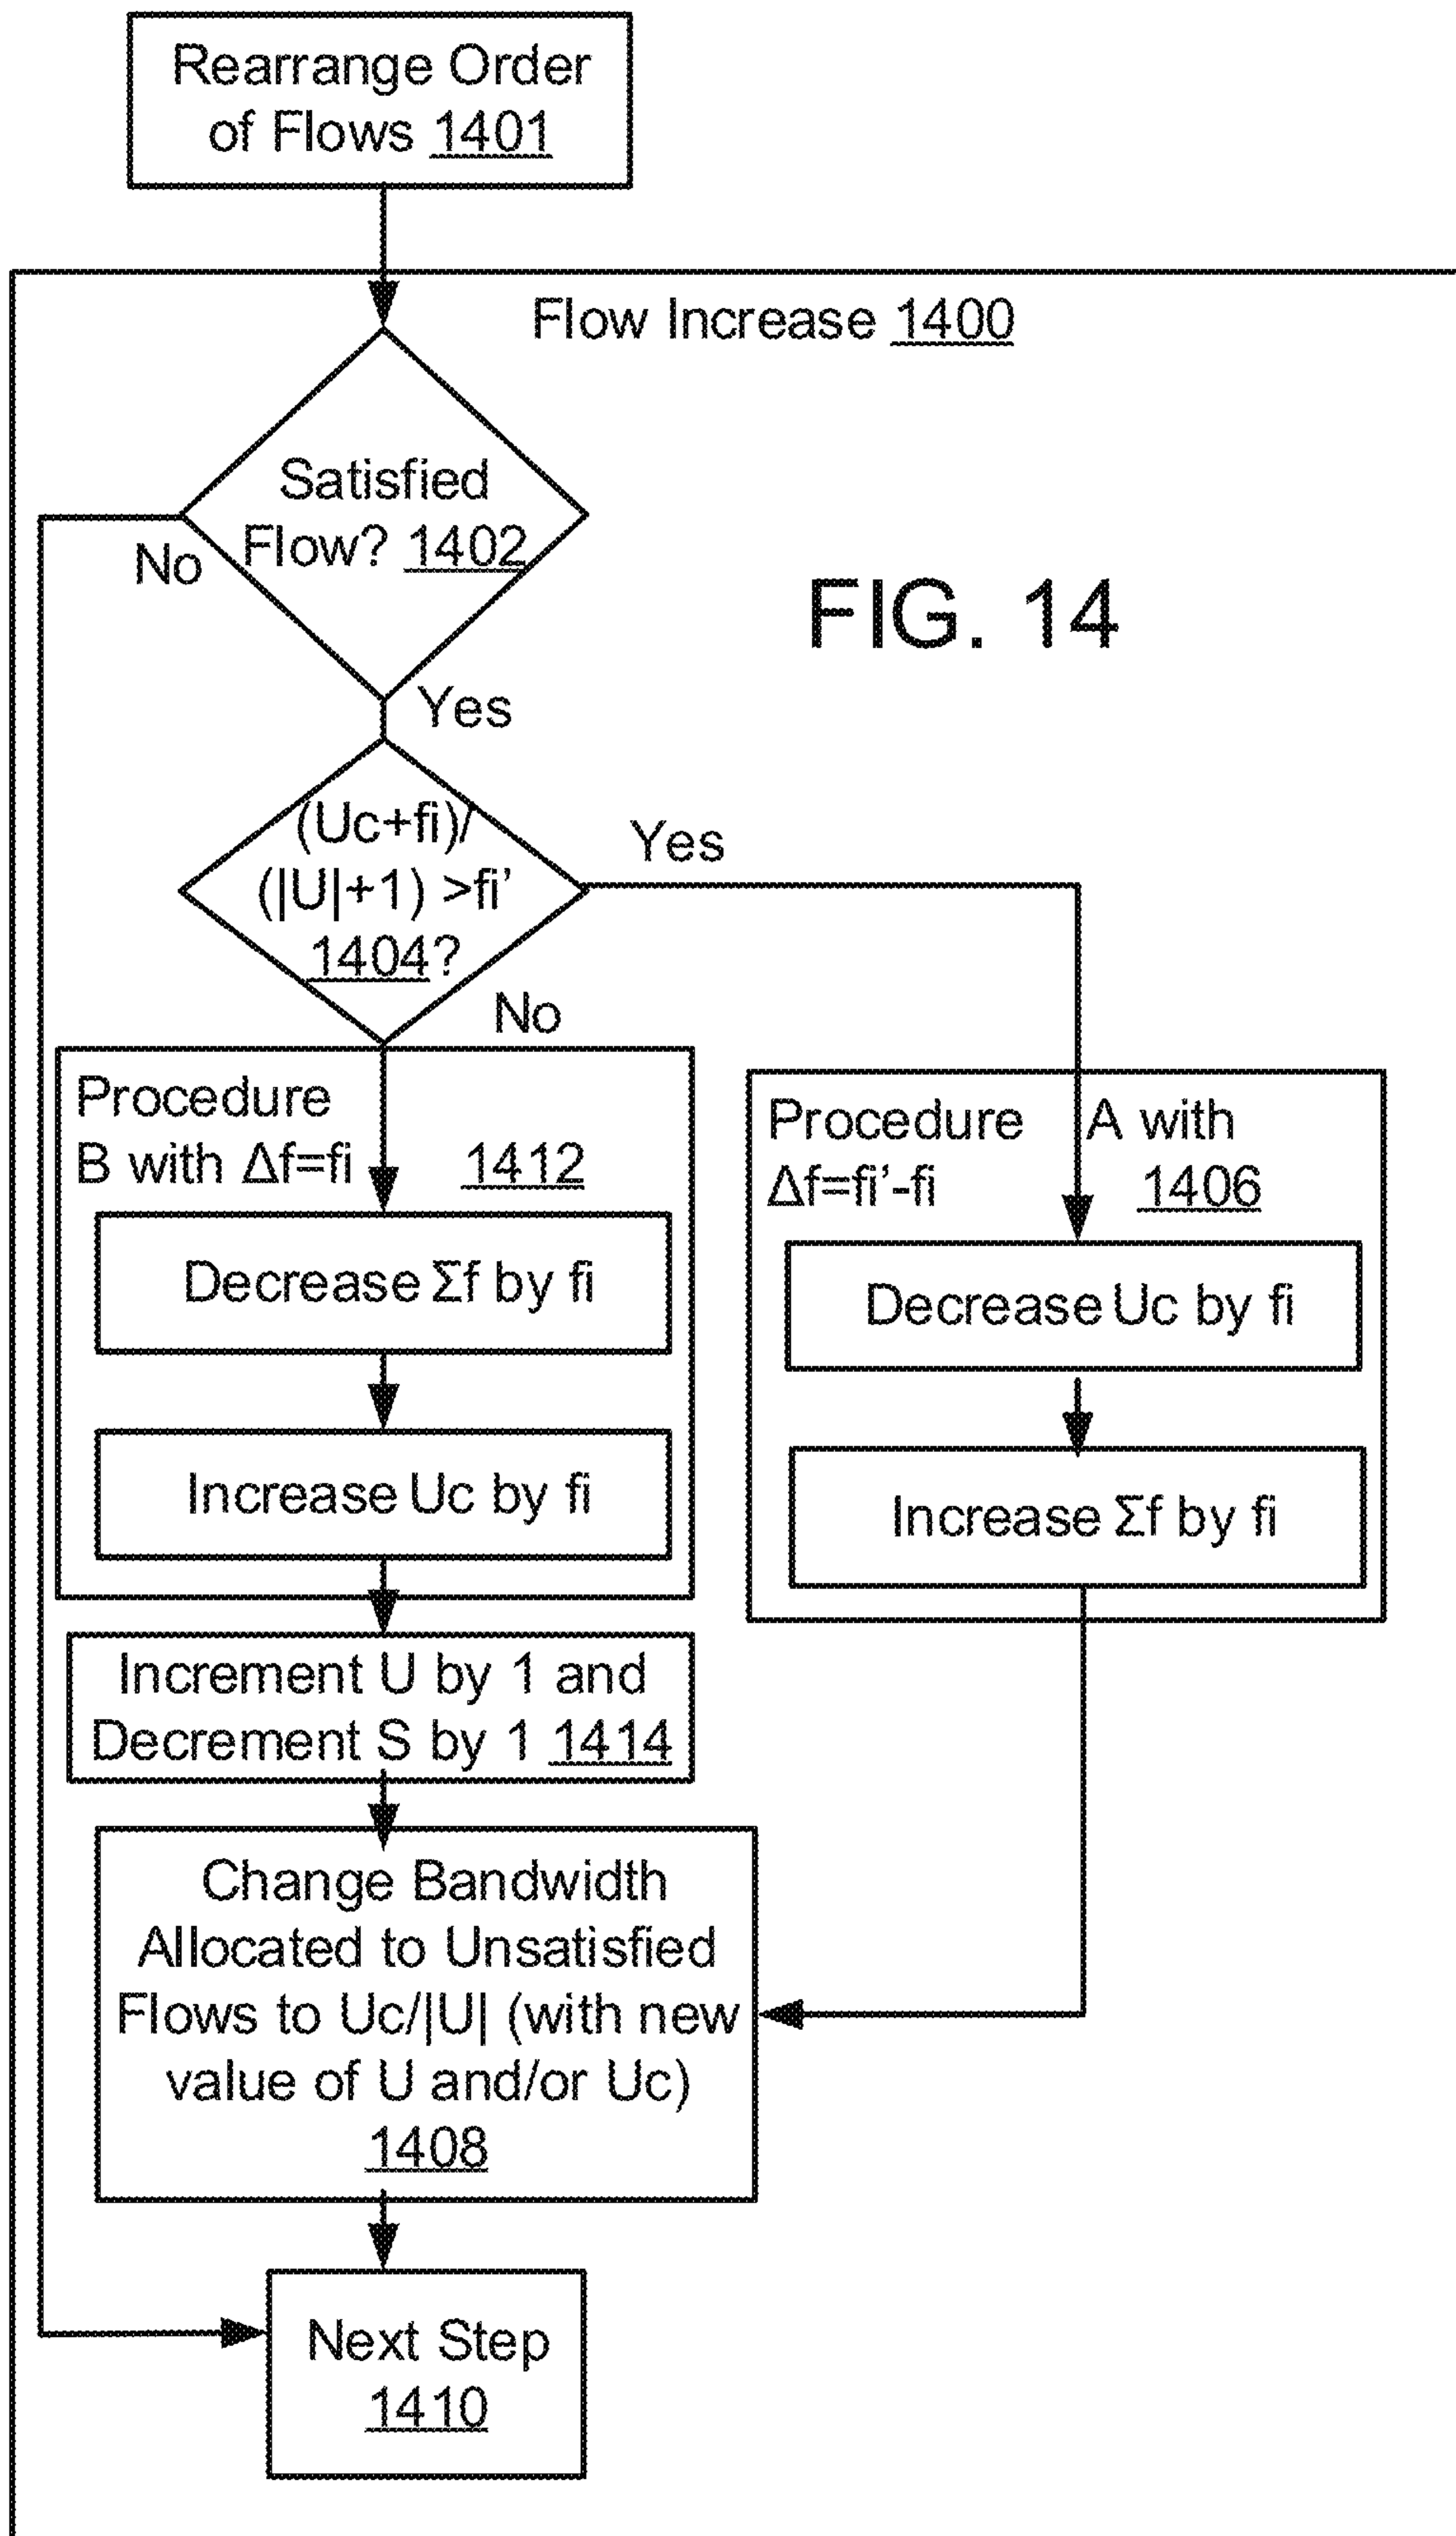 Rearrange Order
of Flows 1401
Flow Increase 1400
Satisfied
Flow? 1402
No
FIG. 14
Yes
(Uc+fi)/
(|U|+1) >fi’
1404?
Yes
No
Procedure
B with Δf=fi 1412
Decrease Σf by fi
Increase Uc by fi
Procedure A with
Δf=fi’-fi 1406
Decrease Uc by fi
Increase Σf by fi
Increment U by 1 and
Decrement S by 1 1414
Change Bandwidth
Allocated to Unsatisfied
Flows to Uc/|U| (with new
value of U and/or Uc)
1408
Next Step
1410